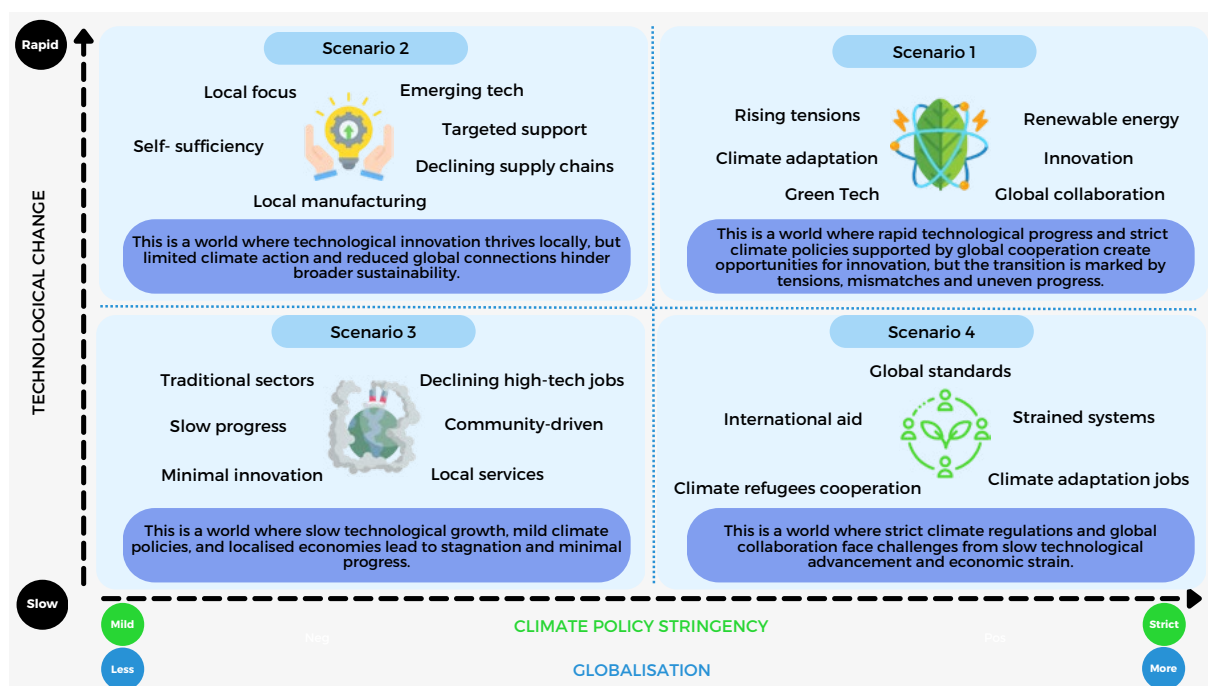 Rapid
TECHNOLOGICAL CHANGE
Slow
Scenario 2
Local focus
Emerging tech
Self- sufficiency
Targeted support
Declining supply chains
Local manufacturing
This is a world where technological innovation thrives locally, but
limited climate action and reduced global connections hinder
broader sustainability.
Scenario 1
Rising tensions
Renewable energy
Climate adaptation
Innovation
Green Tech
Global collaboration
This is a world where rapid technological progress and strict
climate policies supported by global cooperation create
opportunities for innovation, but the transition is marked by
tensions, mismatches and uneven progress.
Scenario 3
Traditional sectors
Declining high-tech jobs
Slow progress
Community-driven
Minimal innovation
Local services
This is a world where slow technological growth, mild climate
policies, and localised economies lead to stagnation and minimal
progress.
Scenario 4
Global standards
International aid
Strained systems
Climate refugees cooperation
Climate adaptation jobs
This is a world where strict climate regulations and global
collaboration face challenges from slow technological
advancement and economic strain.
Mild
CLIMATE POLICY STRINGENCY
Strict
Neg
Pos
Less
GLOBALISATION
More